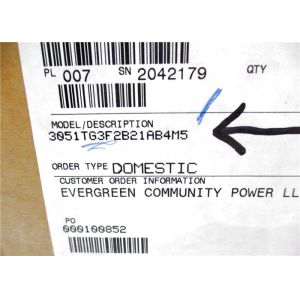 PL 007 SN 2042179 QTY
MODEL/DESCRIPTION
3051TG3F2B21AB4M5
ORDER TYPE DOMESTIC
CUSTOMER ORDER INFORMATION
EVERGREEN COMMUNITY POWER LL
PO
000100852